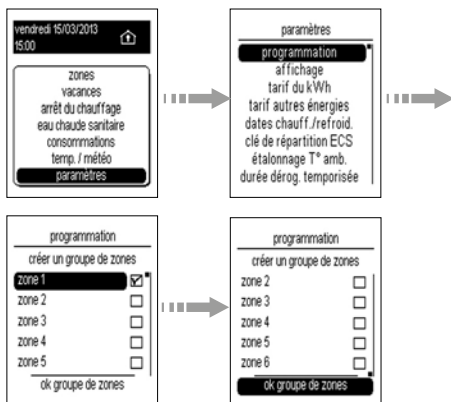 vendredi 15/03/2013
15:00
zones
vacances
arrêt du chauffage
eau chaude sanitaire
consommations
temp. / météo
paramètres
paramètres
programmation
affichage
tarif du kWh
tarif autres énergies
dates chauff./refroid.
clé de répartition ECS
étalonnage T° amb.
durée dérog. temporisée
programmation
créer un groupe de zones
zone 1
zone 2
zone 3
zone 4
zone 5
ok groupe de zones
programmation
créer un groupe de zones
zone 2
zone 3
zone 4
zone 5
zone 6
ok groupe de zones